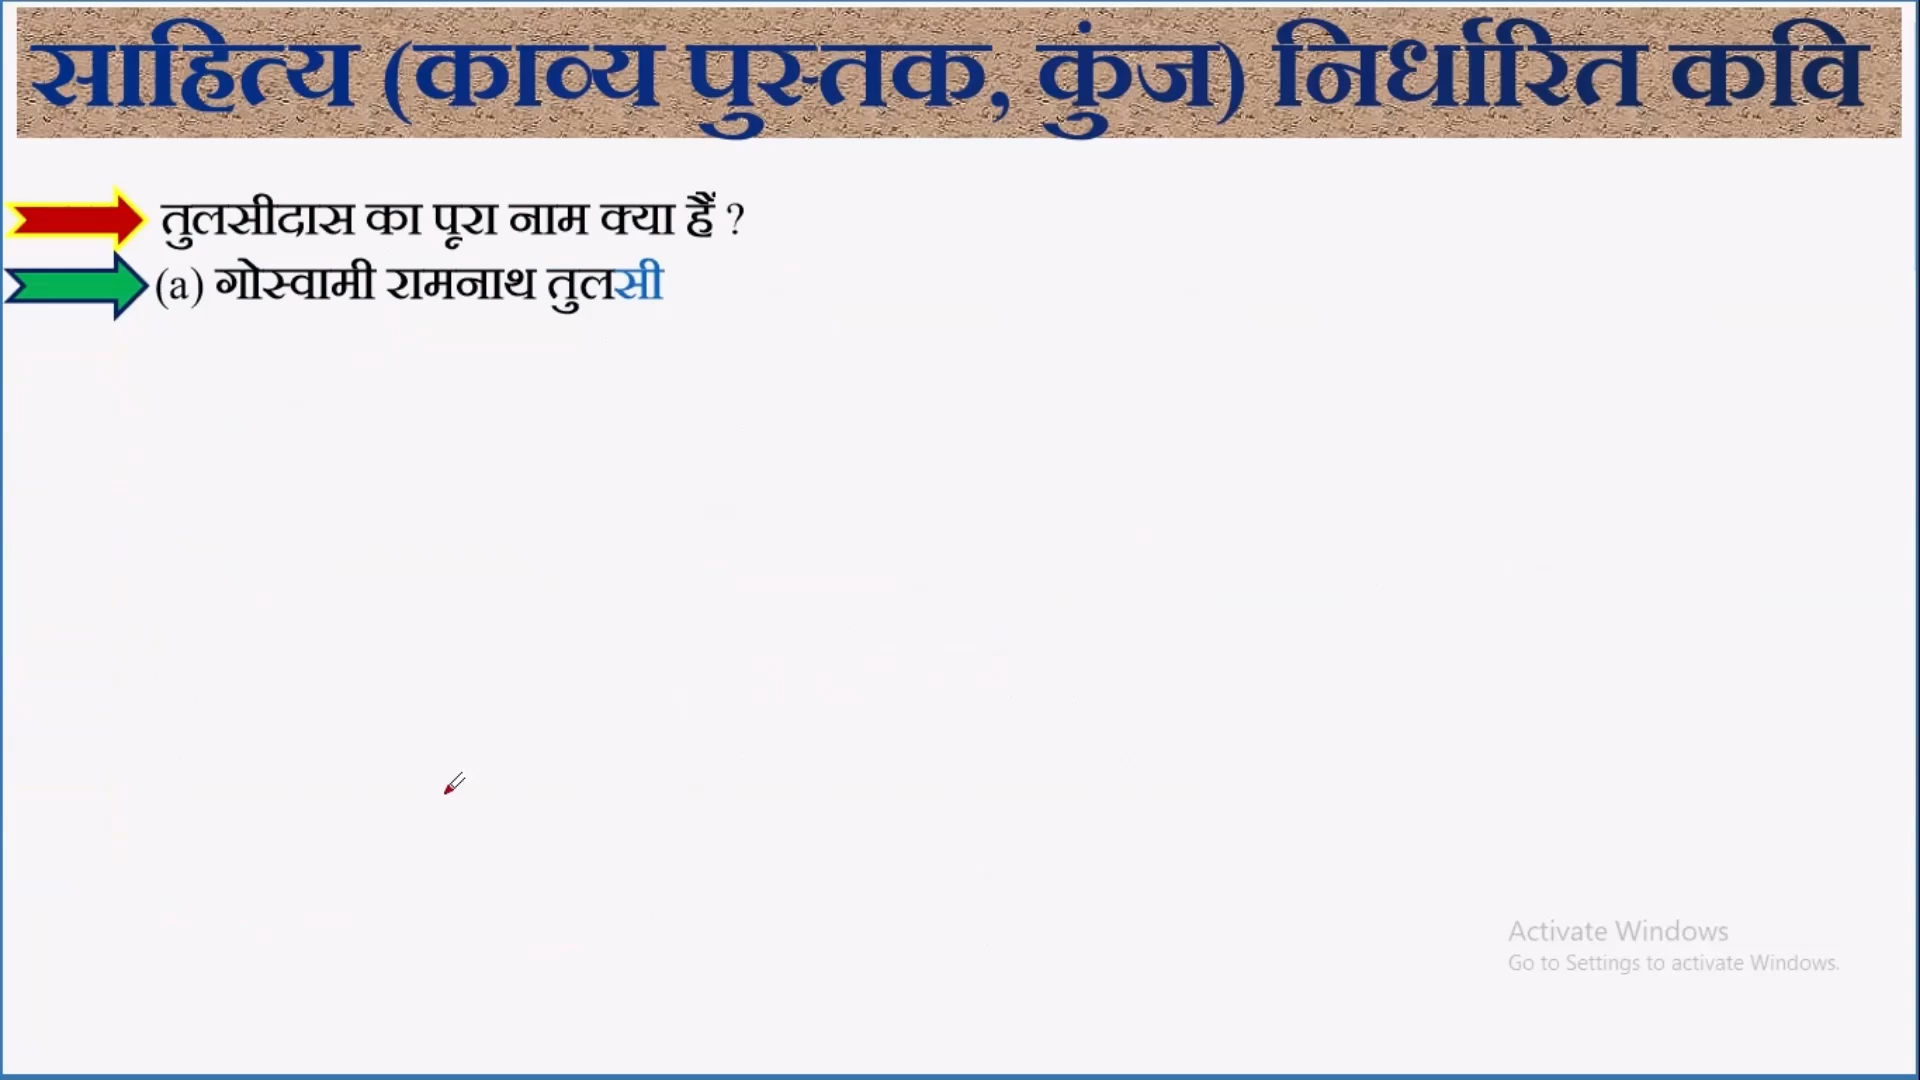 साहित्य (काव्य पुस्तक, कुंज) निर्धारित कवि
तुलसीदास का पूरा नाम क्या हैं ?
(a) गोस्वामी रामनाथ तुलसी
Activate Windows
Go to Settings to activate Windows.